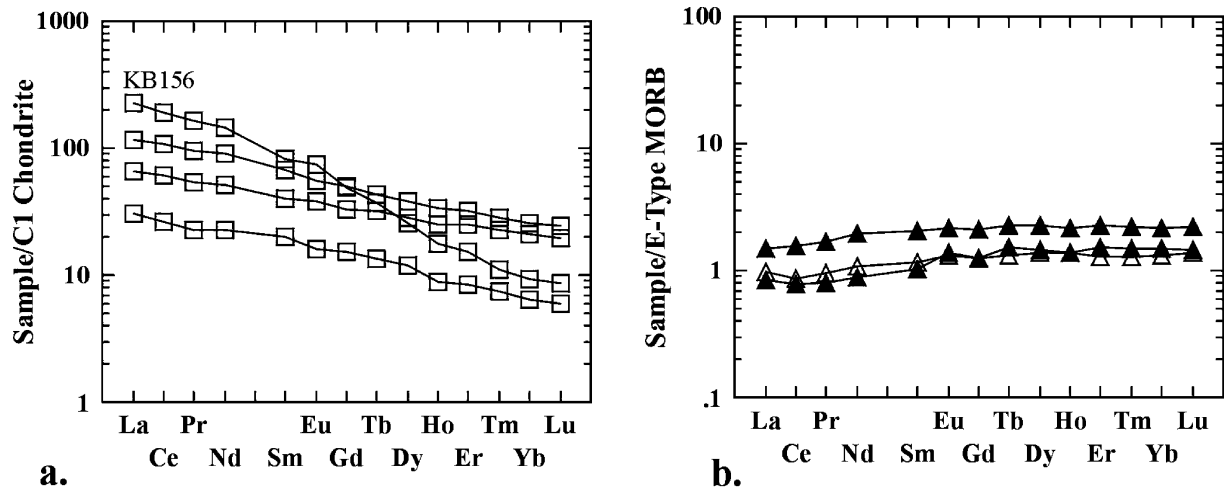 Sample/C1 Chondrite
1000
100
10
1
KB156
La Pr Eu Tb Ho Tm Lu
Ce Nd Sm Gd Dy Er Yb
a.
Sample/E-Type MORB
100
10
1
.1
La Pr Eu Tb Ho Tm Lu
Ce Nd Sm Gd Dy Er Yb
b.